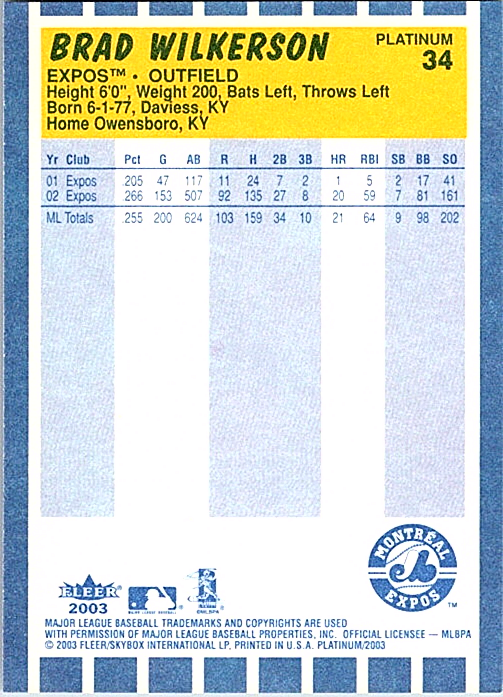 BRAD WILKERSON
PLATINUM
34
EXPOS™ • OUTFIELD
Height 6'0", Weight 200, Bats Left, Throws Left
Born 6-1-77, Daviess, KY
Home Owensboro, KY
Yr Club Pct G AB R H 2B 3B HR RBI SB BB SO
01 Expos .205 47 117 11 24 7 2 1 5 2 17 41
02 Expos .266 153 507 92 135 27 8 20 59 7 81 161
ML Totals .255 200 624 103 159 34 10 21 64 9 98 202
MONTREAL
EXPOS
™
FLEER
2003
MAJOR LEAGUE BASEBALL
MLBPA
MAJOR LEAGUE BASEBALL TRADEMARKS AND COPYRIGHTS ARE USED
WITH PERMISSION OF MAJOR LEAGUE BASEBALL PROPERTIES, INC. OFFICIAL LICENSEE — MLBPA
© 2003 FLEER/SKYBOX INTERNATIONAL LP, PRINTED IN U.S.A. PLATINUM/2003